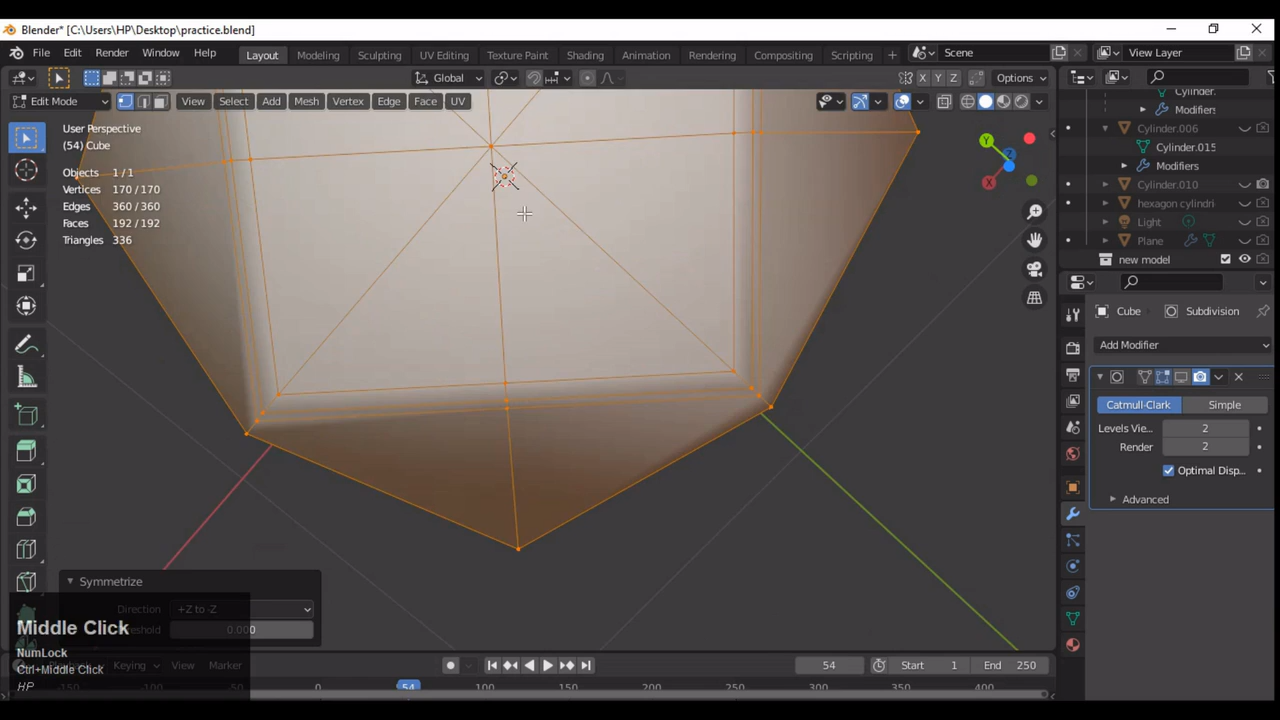 Blender* [C:\Users\HP\Desktop\practice.blend]
File Edit Render Window Help Layout Modeling Sculpting UV Editing Texture Paint Shading Animation Rendering Compositing Scripting + Scene View Layer
Global X Y Z Options
Edit Mode View Select Add Mesh Vertex Edge Face UV
Cylinder.
Modifiers
User Perspective
(54) Cube
Cylinder.006
Cylinder.015
Modifiers
Objects 1/1
Vertices 170/170
Edges 360/360
Faces 192/192
Triangles 336
Cylinder.010
hexagon cylindri
Light
Plane
new model
Y
Z
X
Cube Subdivision
Add Modifier
Catmull-Clark Simple
Levels Vie... 2
Render 2
Optimal Disp...
Advanced
Symmetrize
Direction +Z to -Z
0.000
Middle Click
NumLock
Ctrl+Middle Click
HP
Keying View Marker
54 Start 1 End 250
0 54 100 150 200 250 300 350 400